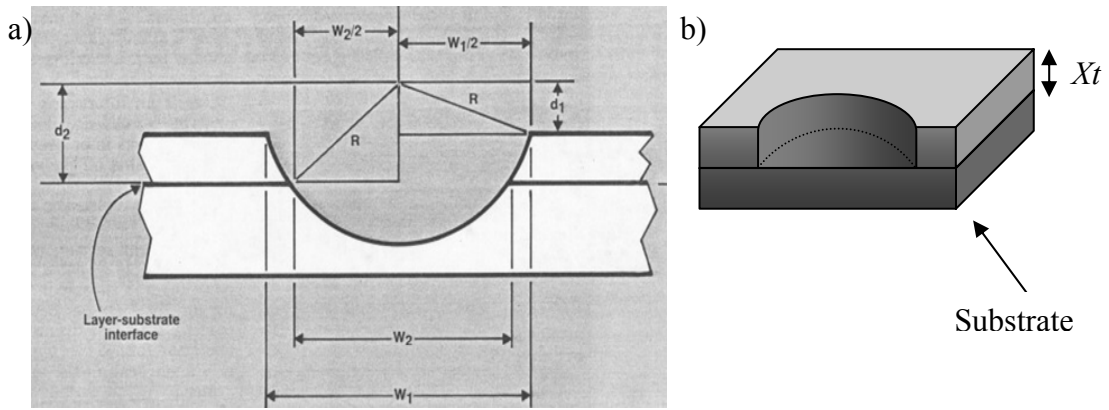 a)
W2/2
W1/2
R
R
d1
d2
Layer-substrate
interface
W2
W1
b)
Xt
Substrate